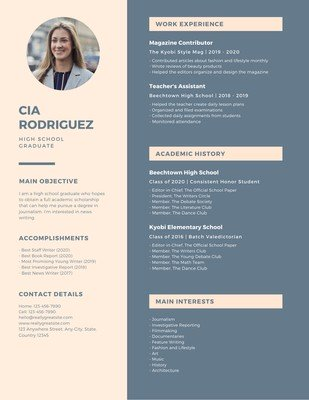 CIA
RODRIGUEZ
HIGH SCHOOL
GRADUATE
MAIN OBJECTIVE
I am a high school graduate who hopes
to obtain a full academic scholarship
that can help me pursue a degree in
journalism. I'm interested in news
writing.
ACCOMPLISHMENTS
- Best Staff Writer (2020)
- Best Book Report (2020)
- Most Promising Young Writer (2019)
- Best Investigative Report (2018)
- Best News Writer (2017)
CONTACT DETAILS
Home: 123-456-7890
Cell: 123-456-7890
hello@reallygreatsite.com
www.reallygreatsite.com
123 Anywhere Street, Any City, State,
Country 12345
WORK EXPERIENCE
Magazine Contributor
The Kyobi Style Mag | 2019 - 2020
- Contributed articles about fashion and lifestyle monthly
- Wrote reviews of beauty products
- Helped the editors organize and design the magazine
Teacher's Assistant
Beechtown High School | 2018 - 2019
- Helped the teacher create daily lesson plans
- Organized and filed examinations
- Collected daily assignments from students
- Monitored attendance
ACADEMIC HISTORY
Beechtown High School
Class of 2020 | Consistent Honor Student
- Editor in Chief, The Official School Paper
- President, The Writers Circle
- Member, The Debate Society
- Member, The Literature Club
- Member, The Dance Club
Kyobi Elementary School
Class of 2016 | Batch Valedictorian
- Editor in Chief, The Official School Paper
- Member, The Writers Club
- Member, The Young Debate Club
- Member, The Math Team
- Member, The Dance Club
MAIN INTERESTS
- Journalism
- Investigative Reporting
- Filmmaking
- Documentaries
- Feature Writing
- Fashion and Lifestyle
- Art
- Music
- History
- Architecture